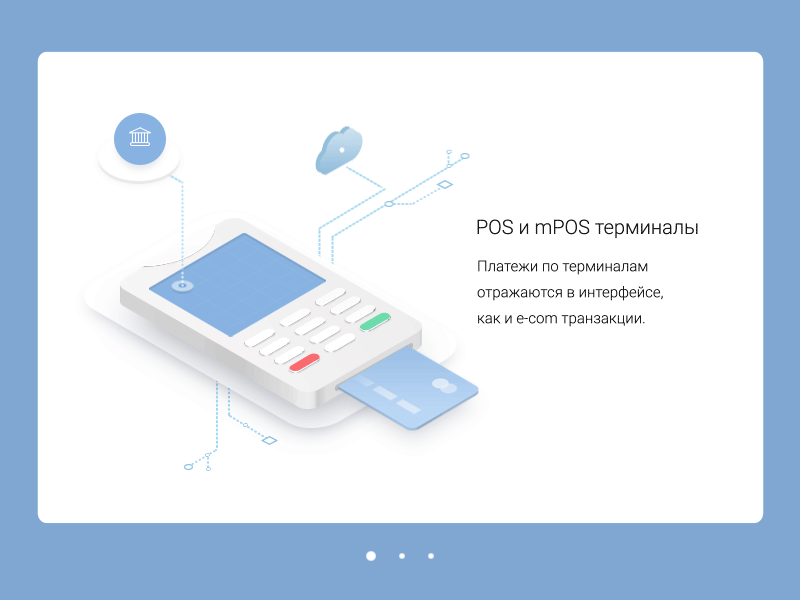 POS и mPOS терминалы
Платежи по терминалам
отражаются в интерфейсе,
как и e-com транзакции.